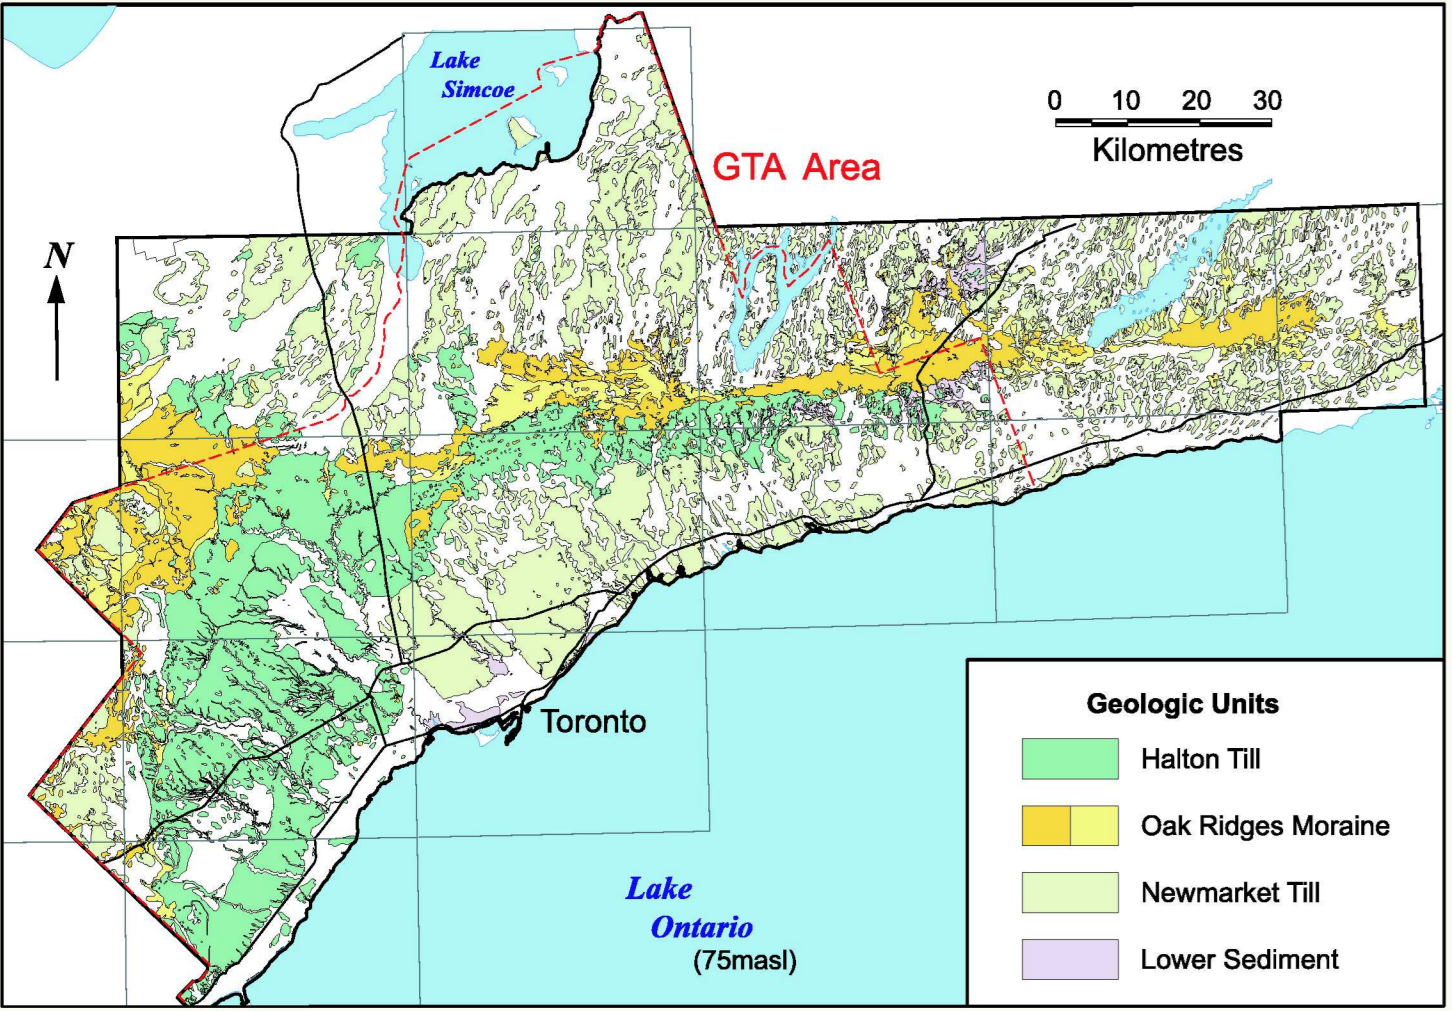 Lake
Simcoe
0 10 20 30
Kilometres
GTA Area
N
Toronto
Lake
Ontario
(75masl)
Geologic Units
Halton Till
Oak Ridges Moraine
Newmarket Till
Lower Sediment